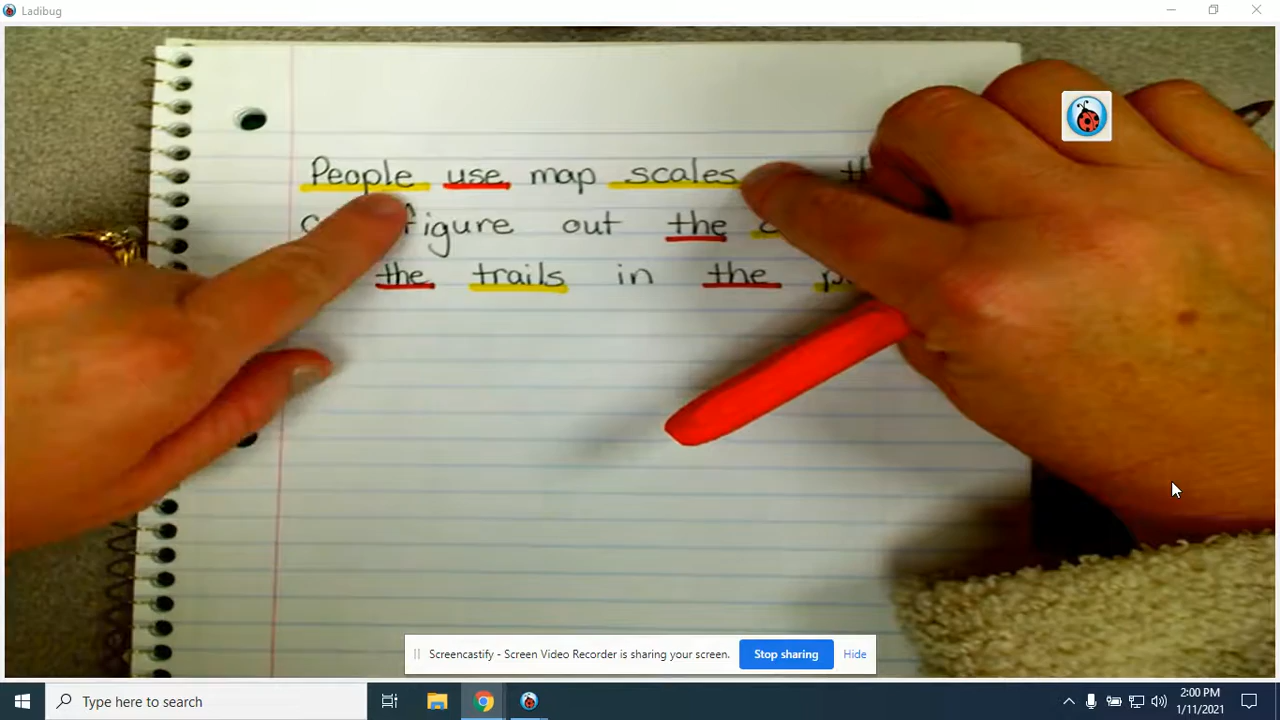 Ladibug
People use map scales
figure out the
the trails in the
Screencastify - Screen Video Recorder is sharing your screen. Stop sharing Hide
Type here to search
2:00 PM
1/11/2021